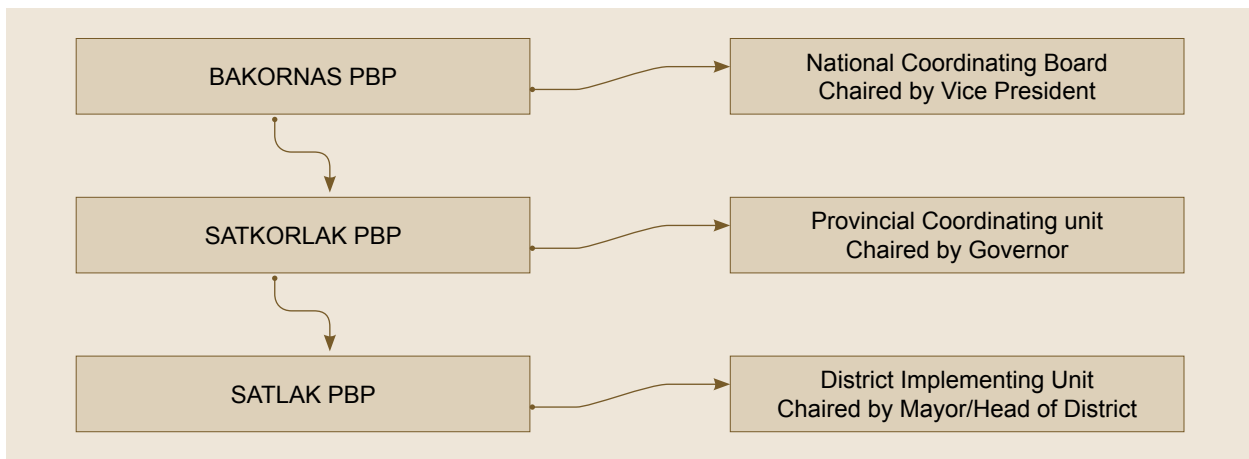 BAKORNAS PBP
National Coordinating Board
Chaired by Vice President
SATKORLAK PBP
Provincial Coordinating unit
Chaired by Governor
SATLAK PBP
District Implementing Unit
Chaired by Mayor/Head of District